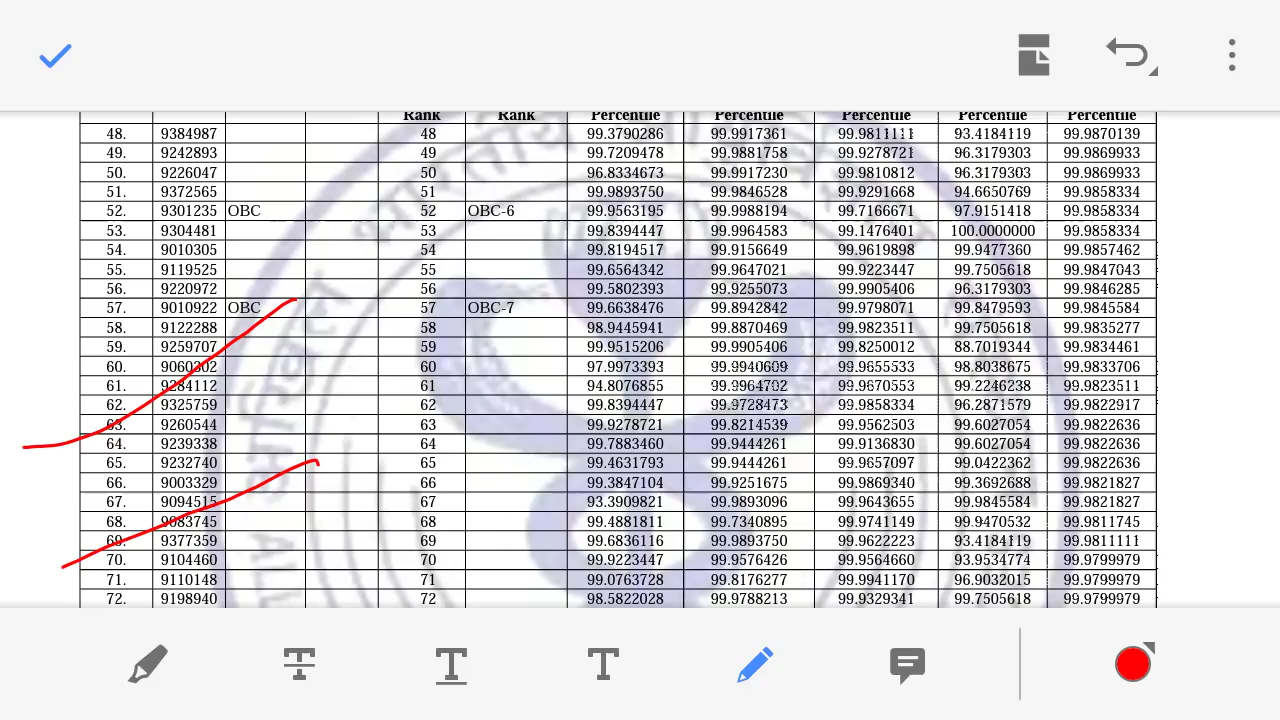 Rank Rank Percentile Percentile Percentile Percentile Percentile
48. 9384987 48 99.3790286 99.9917361 99.9811111 93.4184119 99.9870139
49. 9242893 49 99.7209478 99.9881758 99.9278721 96.3179303 99.9869933
50. 9226047 50 96.8334673 99.9917230 99.9810812 96.3179303 99.9869933
51. 9372565 51 99.9893750 99.9846528 99.9291668 94.6650769 99.9858334
52. 9301235 OBC 52 OBC-6 99.9563195 99.9988194 99.7166671 97.9151418 99.9858334
53. 9304481 53 99.8394447 99.9964583 99.1476401 100.0000000 99.9858334
54. 9010305 54 99.8194517 99.9156649 99.9619898 99.9477360 99.9857462
55. 9119525 55 99.6564342 99.9647021 99.9223447 99.7505618 99.9847043
56. 9220972 56 99.5802393 99.9255073 99.9905406 96.3179303 99.9846285
57. 9010922 OBC 57 OBC-7 99.6638476 99.8942842 99.9798071 99.8479593 99.9845584
58. 9122288 58 98.9445941 99.8870469 99.9823511 99.7505618 99.9835277
59. 9259707 59 99.9515206 99.9905406 99.8250012 88.7019344 99.9834461
60. 9060302 60 97.9973393 99.9940609 99.9655533 98.8038675 99.9833706
61. 9284112 61 94.8076855 99.9964702 99.9670553 99.2246238 99.9823511
62. 9325759 62 99.8394447 99.9728473 99.9858334 96.2871579 99.9822917
63. 9260544 63 99.9278721 99.8214539 99.9562503 99.6027054 99.9822636
64. 9239338 64 99.7883460 99.9444261 99.9136830 99.6027054 99.9822636
65. 9232740 65 99.4631793 99.9444261 99.9657097 99.0422362 99.9822636
66. 9003329 66 99.3847104 99.9251675 99.9869340 99.3692688 99.9821827
67. 9094515 67 93.3909821 99.9893096 99.9643655 99.9845584 99.9821827
68. 9083745 68 99.4881811 99.7340895 99.9741149 99.9470532 99.9811745
69. 9377359 69 99.6836116 99.9893750 99.9622223 93.4184119 99.9811111
70. 9104460 70 99.9223447 99.9576426 99.9564660 93.9534774 99.9799979
71. 9110148 71 99.0763728 99.8176277 99.9941170 96.9032015 99.9799979
72. 9198940 72 98.5822028 99.9788213 99.9329341 99.7505618 99.9799979